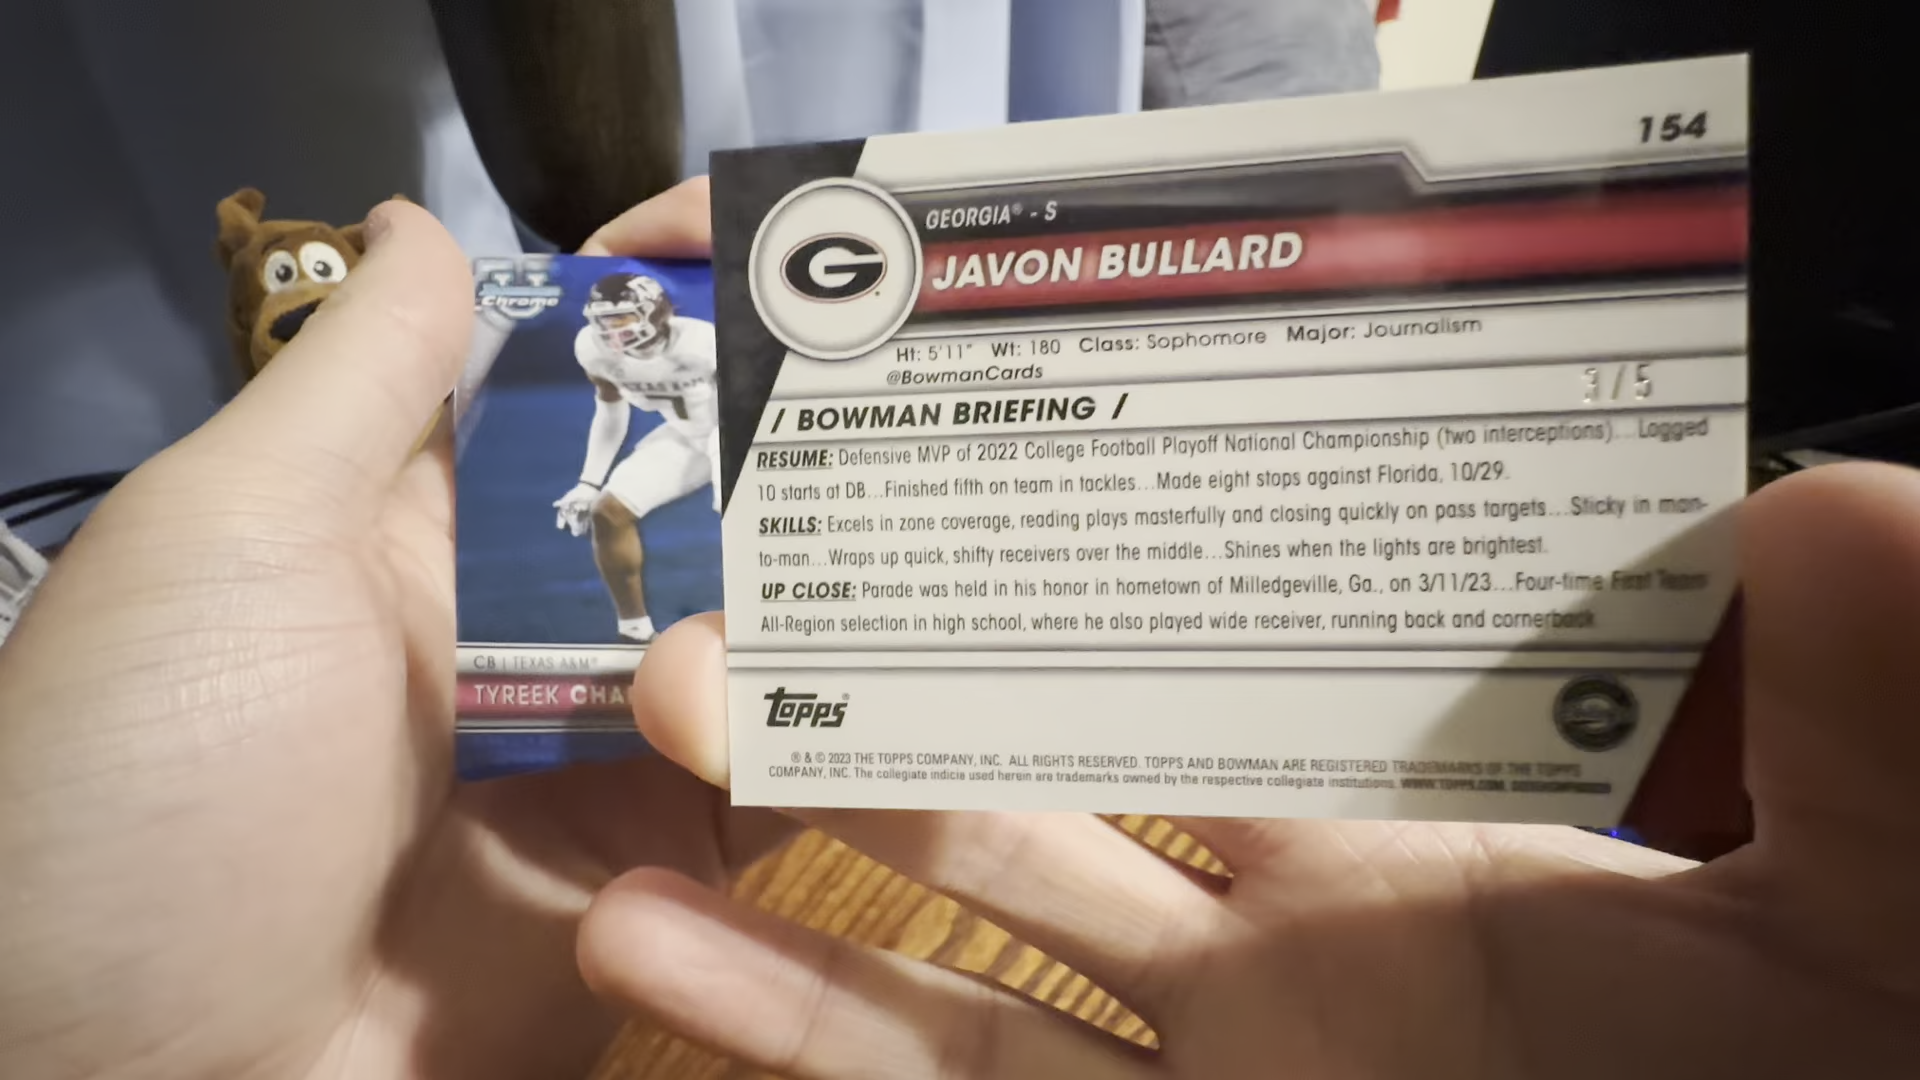 154
GEORGIA® - S
JAVON BULLARD
Ht: 5'11" Wt: 180 Class: Sophomore Major: Journalism
@BowmanCards
3/5
/ BOWMAN BRIEFING /
RESUME: Defensive MVP of 2022 College Football Playoff National Championship (two interceptions)...Logged
10 starts at DB...Finished fifth on team in tackles...Made eight stops against Florida, 10/29.
SKILLS: Excels in zone coverage, reading plays masterfully and closing quickly on pass targets...Sticky in man-
to-man...Wraps up quick, shifty receivers over the middle...Shines when the lights are brightest.
UP CLOSE: Parade was held in his honor in hometown of Milledgeville, Ga., on 3/11/23...Four-time First Team
All-Region selection in high school, where he also played wide receiver, running back and cornerback
Topps®
® & © 2023 THE TOPPS COMPANY, INC. ALL RIGHTS RESERVED. TOPPS AND BOWMAN ARE REGISTERED TRADEMARKS OF THE TOPPS
COMPANY, INC. The collegiate indicia used herein are trademarks owned by the respective collegiate institutions. WWW.TOPPS.COM.
G
U
Chrome
TEXAS A&M
7
CB | TEXAS A&M®
TYREEK CHA